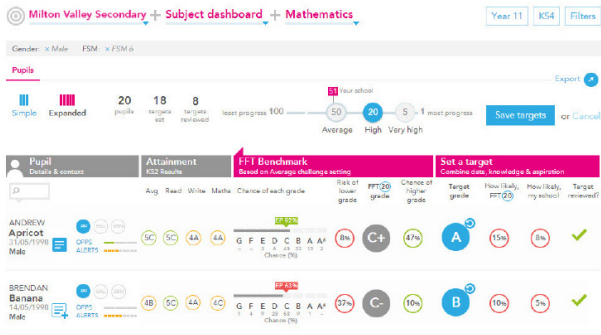 Milton Valley Secondary + Subject dashboard + Mathematics
Year 11 KS4 Filters
Gender: × Male FSM: × FSM 6
Pupils
Export
Simple Expanded
20 pupils
18 targets set
8 targets reviewed
51 Your school
least progress 100 50 20 5 1 most progress
Average High Very high
Save targets or Cancel
Pupil
Details & context
Attainment
KS2 Results
FFT Benchmark
Based on Average challenge setting
Set a target
Combine data, knowledge & aspiration
Avg Read Write Maths
Chance of each grade
Risk of lower grade
FFT(20) grade
Chance of higher grade
Target grade
How likely, FFT(20)
How likely, my school
Target reviewed?
ANDREW
Apricot
31/05/1998
Male
OPPS
ALERTS
5C 5C 4A 4A
G F E D C B A A*
Chance (%)
8% C+ 47% A 15% 8%
BRENDAN
Banana
14/05/1998
Male
OPPS
ALERTS
4B 5C 4A 4C
G F E D C B A A*
Chance (%)
37% C- 10% B 10% 5%